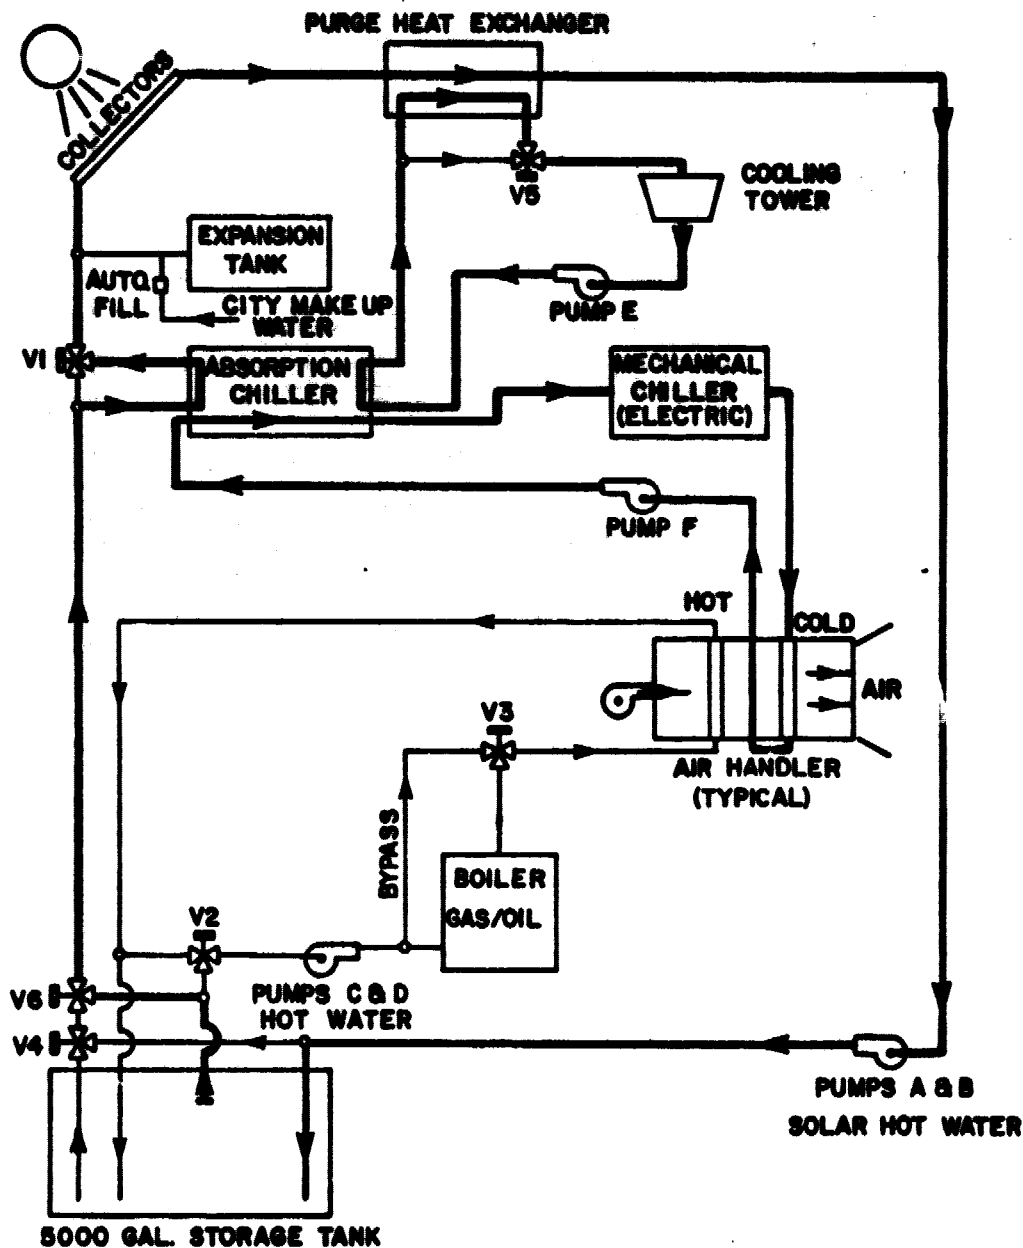 PURGE HEAT EXCHANGER
COLLECTORS
V5
COOLING
TOWER
EXPANSION
TANK
AUTO.
FILL
CITY MAKE UP
WATER
PUMP E
V1
ABSORPTION
CHILLER
MECHANICAL
CHILLER
(ELECTRIC)
PUMP F
HOT
COLD
AIR
V3
AIR HANDLER
(TYPICAL)
BYPASS
BOILER
GAS/OIL
V2
V6
PUMPS C & D
HOT WATER
V4
PUMPS A & B
SOLAR HOT WATER
5000 GAL. STORAGE TANK